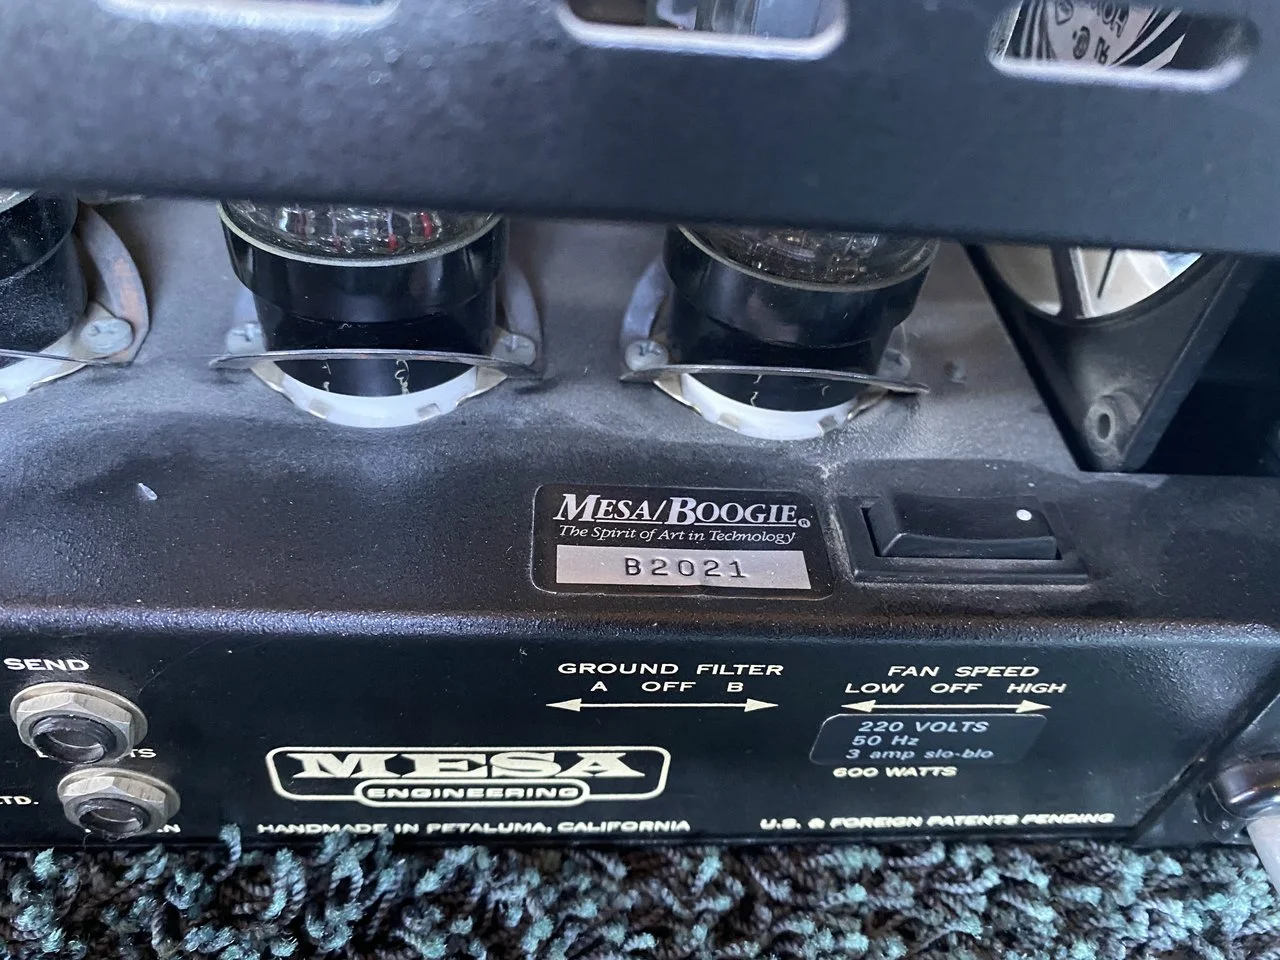 MESA/BOOGIE®
The Spirit of Art in Technology
B2021
SEND
GROUND FILTER
A OFF B
FAN SPEED
LOW OFF HIGH
220 VOLTS
50 Hz
3 amp slo-blo
600 WATTS
MESA
ENGINEERING
TD.
HANDMADE IN PETALUMA, CALIFORNIA
U.S. & FOREIGN PATENTS PENDING